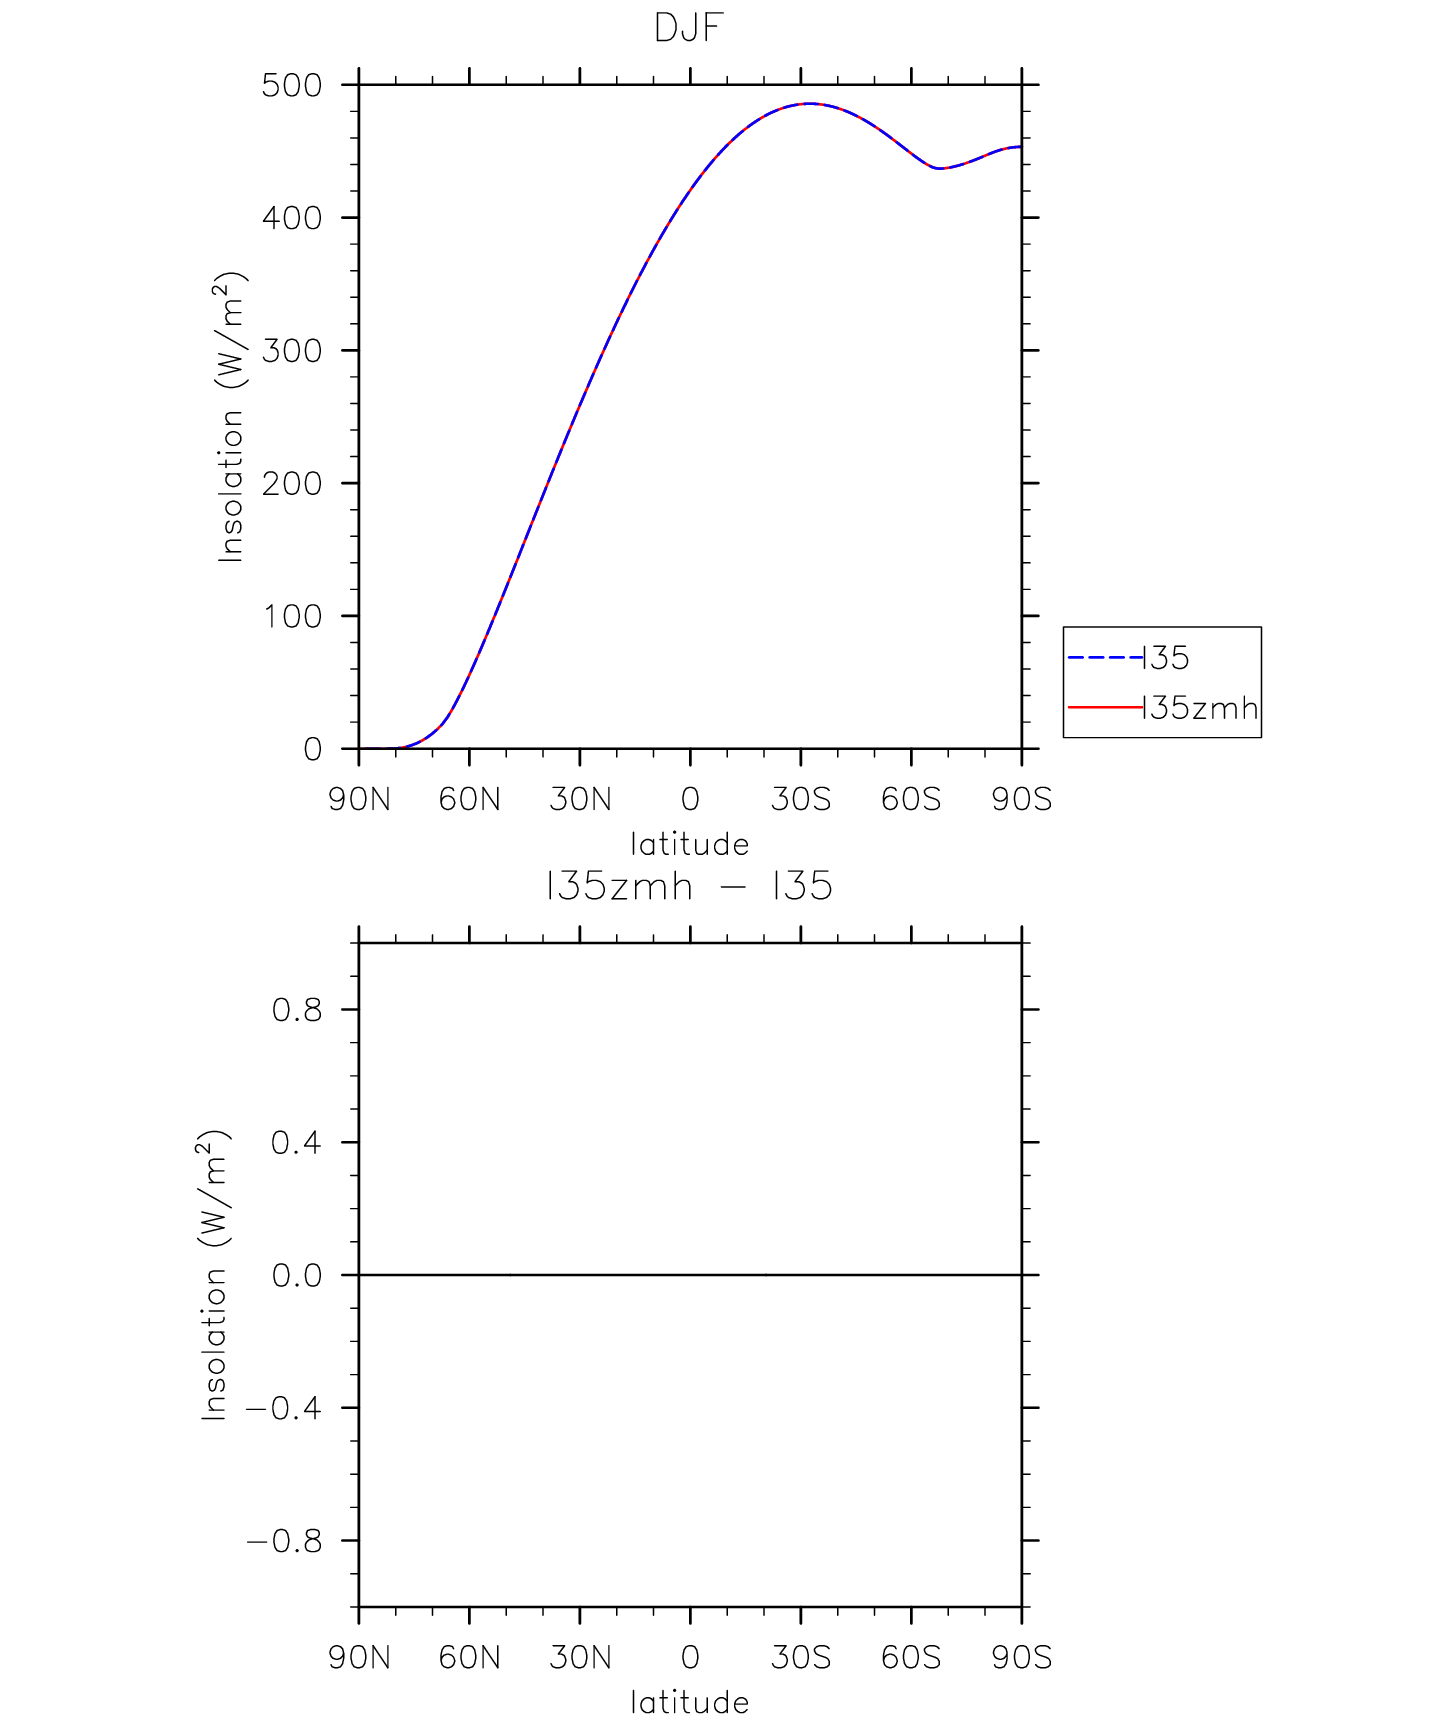 DJF
500
400
300
200
100
0
Insolation (W/m²)
90N 60N 30N 0 30S 60S 90S
latitude
I35
I35zmh
I35zmh − I35
0.8
0.4
0.0
−0.4
−0.8
Insolation (W/m²)
90N 60N 30N 0 30S 60S 90S
latitude